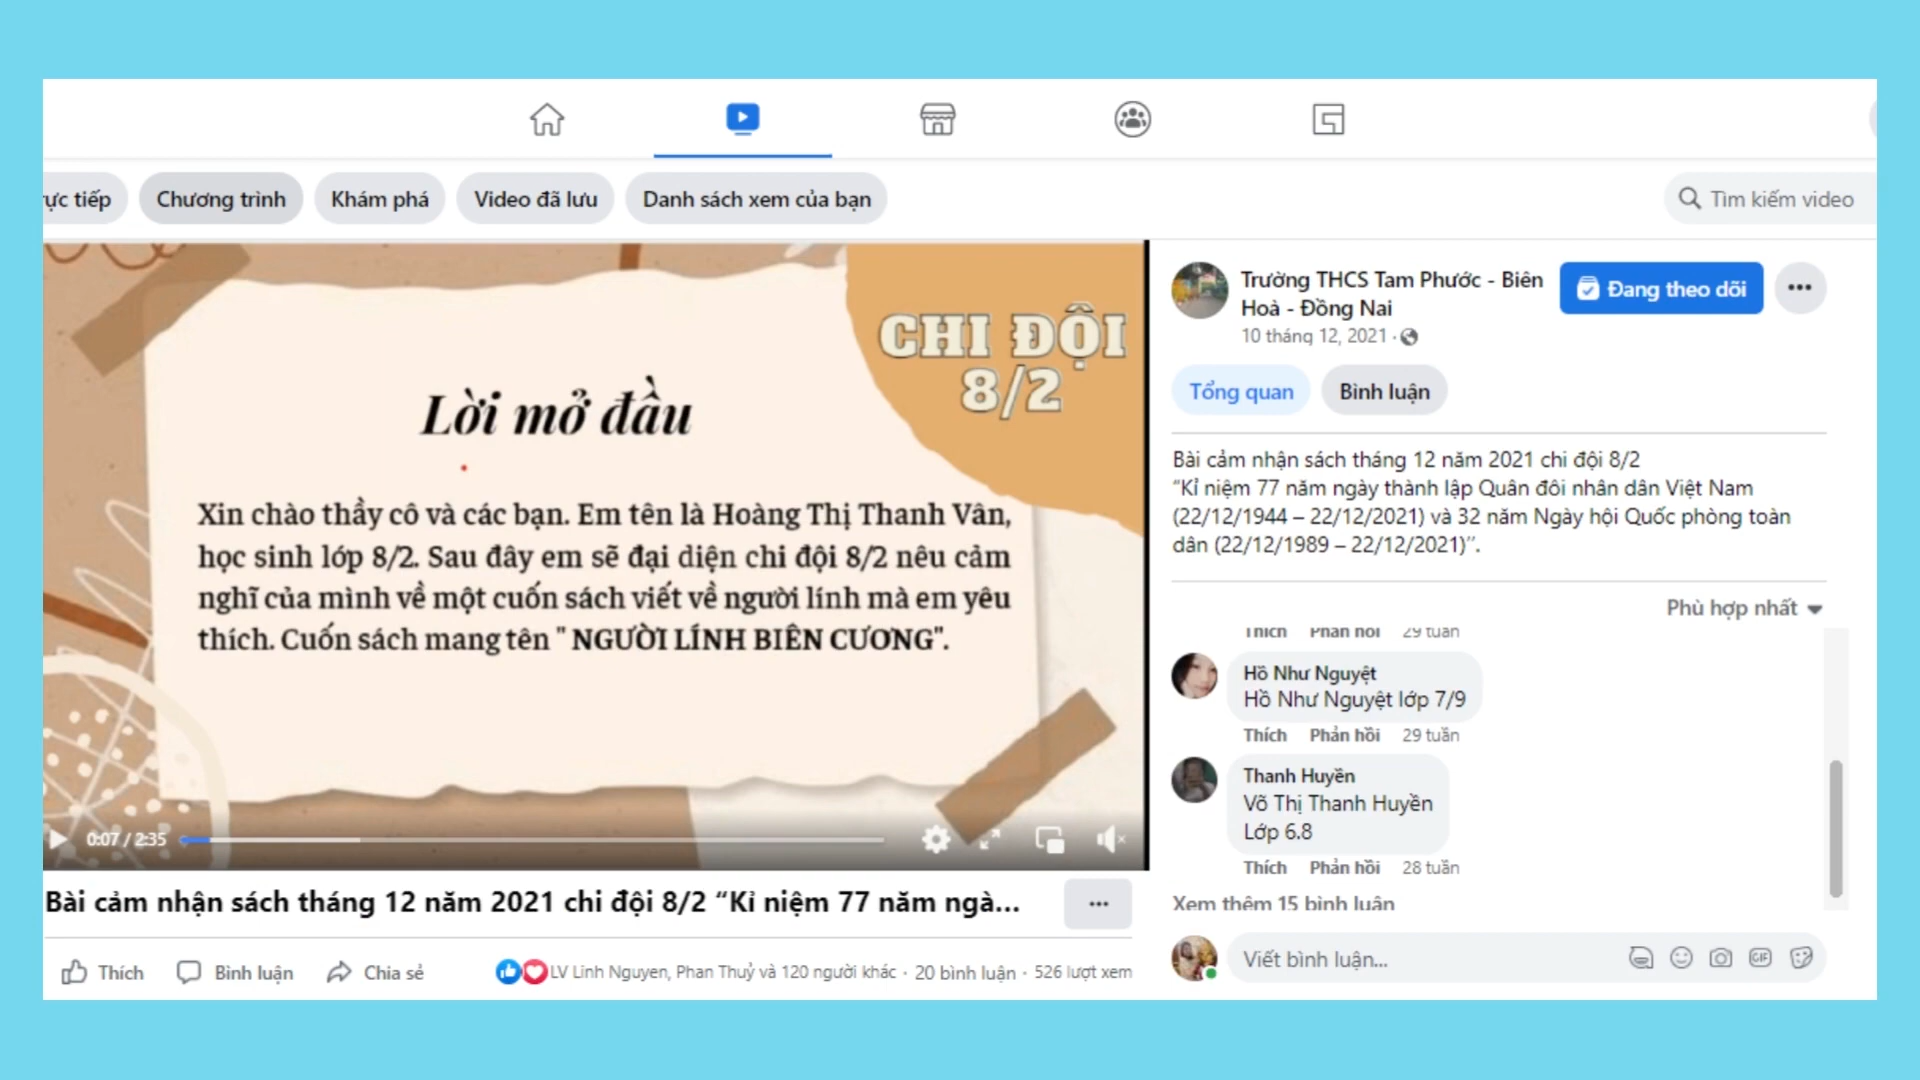 ực tiếp
Chương trình
Khám phá
Video đã lưu
Danh sách xem của bạn
Tìm kiếm video
CHI ĐỘI
8/2
Lời mở đầu
Xin chào thầy cô và các bạn. Em tên là Hoàng Thị Thanh Vân,
học sinh lớp 8/2. Sau đây em sẽ đại diện chi đội 8/2 nêu cảm
nghĩ của mình về một cuốn sách viết về người lính mà em yêu
thích. Cuốn sách mang tên " NGƯỜI LÍNH BIÊN CƯƠNG".
0:07 / 2:35
Bài cảm nhận sách tháng 12 năm 2021 chi đội 8/2 “Kỉ niệm 77 năm ngà...
Thích
Bình luận
Chia sẻ
LV Linh Nguyen, Phan Thuỷ và 120 người khác · 20 bình luận · 526 lượt xem
Trường THCS Tam Phước - Biên
Hoà - Đồng Nai
10 tháng 12, 2021 ·
Đang theo dõi
Tổng quan
Bình luận
Bài cảm nhận sách tháng 12 năm 2021 chi đội 8/2
“Kỉ niệm 77 năm ngày thành lập Quân đôi nhân dân Việt Nam
(22/12/1944 – 22/12/2021) và 32 năm Ngày hội Quốc phòng toàn
dân (22/12/1989 – 22/12/2021)’’.
Phù hợp nhất
Thích Phản hồi 29 tuần
Hồ Như Nguyệt
Hồ Như Nguyệt lớp 7/9
Thích Phản hồi 29 tuần
Thanh Huyền
Võ Thị Thanh Huyền
Lớp 6.8
Thích Phản hồi 28 tuần
Xem thêm 15 bình luận
Viết bình luận...
GIF